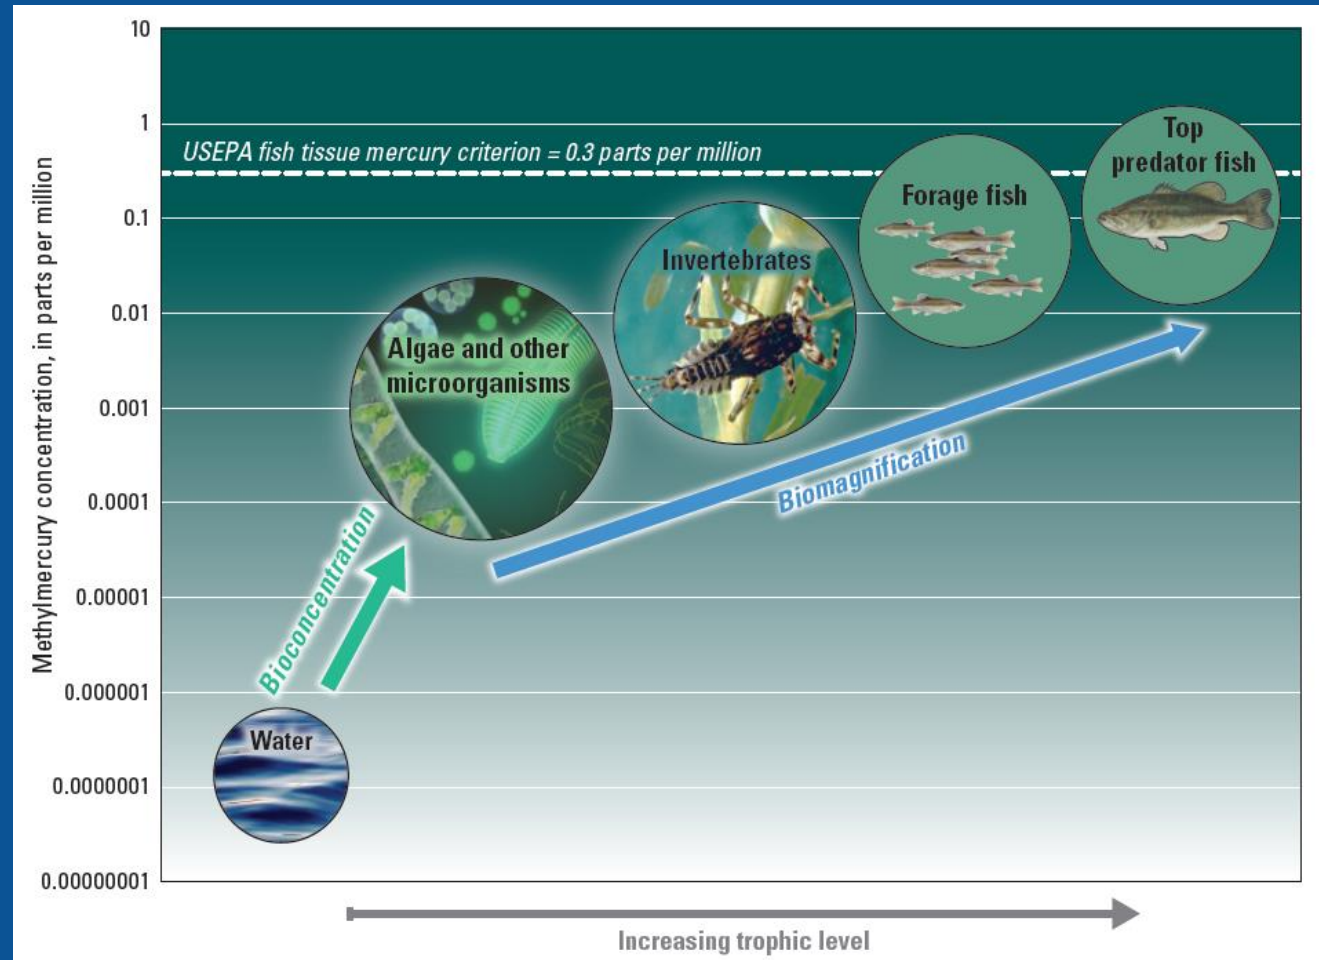 Methylmercury concentration, in parts per million
10
1
0.1
0.01
0.001
0.0001
0.00001
0.000001
0.0000001
0.00000001
USEPA fish tissue mercury criterion = 0.3 parts per million
Top
predator fish
Forage fish
Invertebrates
Algae and other
microorganisms
Biomagnification
Bioconcentration
Water
Increasing trophic level